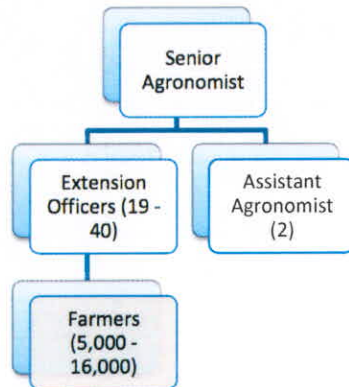 Senior
Agronomist
Extension
Officers (19 -
40)
Assistant
Agronomist
(2)
Farmers
(5,000 -
16,000)